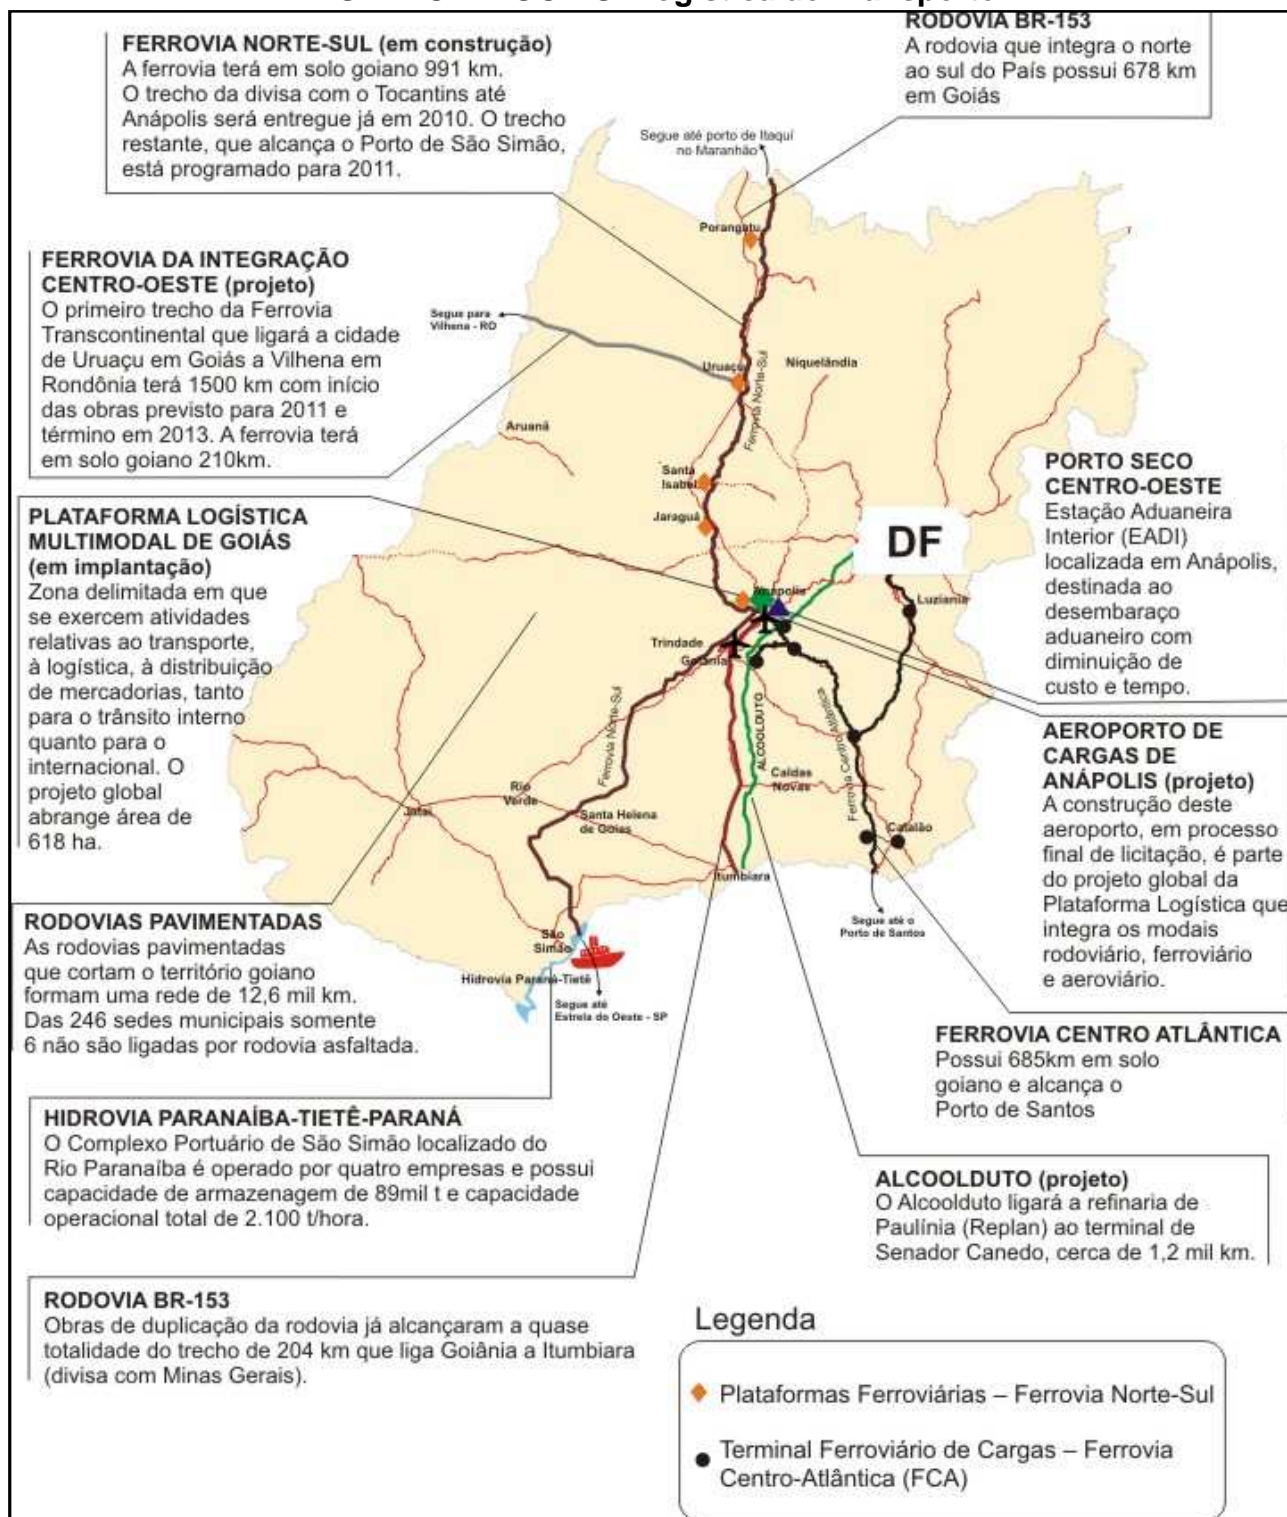 FERROVIA NORTE-SUL (em construção)
A ferrovia terá em solo goiano 991 km.
O trecho da divisa com o Tocantins até
Anápolis será entregue já em 2010. O trecho
restante, que alcança o Porto de São Simão,
está programado para 2011.
RODOVIA BR-153
A rodovia que integra o norte
ao sul do País possui 678 km
em Goiás
Segue até porto de Itaquí
no Maranhão
Porangatu
FERROVIA DA INTEGRAÇÃO
CENTRO-OESTE (projeto)
O primeiro trecho da Ferrovia
Transcontinental que ligará a cidade
de Uruaçu em Goiás a Vilhena em
Rondônia terá 1500 km com início
das obras previsto para 2011 e
término em 2013. A ferrovia terá
em solo goiano 210km.
Segue para
Vilhena - RO
Uruaçu
Niquelândia
Ferrovia Norte-Sul
Aruanã
Santa
Isabel
Jaraguá
DF
PLATAFORMA LOGÍSTICA
MULTIMODAL DE GOIÁS
(em implantação)
Zona delimitada em que
se exercem atividades
relativas ao transporte,
à logística, à distribuição
de mercadorias, tanto
para o trânsito interno
quanto para o
internacional. O
projeto global
abrange área de
618 ha.
PORTO SECO
CENTRO-OESTE
Estação Aduaneira
Interior (EADI)
localizada em Anápolis,
destinada ao
desembaraço
aduaneiro com
diminuição de
custo e tempo.
Anápolis
Luziania
Trindade
Goiânia
Ferrovia Norte-Sul
ALCOOLDUTO
Ferrovia Centro Atlântica
Caldas
Novas
Rio
Verde
Jataí
Santa Helena
de Goias
Catalão
Itumbiara
AEROPORTO DE
CARGAS DE
ANÁPOLIS (projeto)
A construção deste
aeroporto, em processo
final de licitação, é parte
do projeto global da
Plataforma Logística que
integra os modais
rodoviário, ferroviário
e aeroviário.
Segue até o
Porto de Santos
São
Simão
Hidrovia Paraná-Tietê
Segue até
Estrela do Oeste - SP
RODOVIAS PAVIMENTADAS
As rodovias pavimentadas
que cortam o território goiano
formam uma rede de 12,6 mil km.
Das 246 sedes municipais somente
6 não são ligadas por rodovia asfaltada.
FERROVIA CENTRO ATLÂNTICA
Possui 685km em solo
goiano e alcança o
Porto de Santos
HIDROVIA PARANAÍBA-TIETÊ-PARANÁ
O Complexo Portuário de São Simão localizado do
Rio Paranaíba é operado por quatro empresas e possui
capacidade de armazenagem de 89mil t e capacidade
operacional total de 2.100 t/hora.
ALCOOLDUTO (projeto)
O Alcoolduto ligará a refinaria de
Paulínia (Replan) ao terminal de
Senador Canedo, cerca de 1,2 mil km.
RODOVIA BR-153
Obras de duplicação da rodovia já alcançaram a quase
totalidade do trecho de 204 km que liga Goiânia a Itumbiara
(divisa com Minas Gerais).
Legenda
Plataformas Ferroviárias – Ferrovia Norte-Sul
Terminal Ferroviário de Cargas – Ferrovia
Centro-Atlântica (FCA)